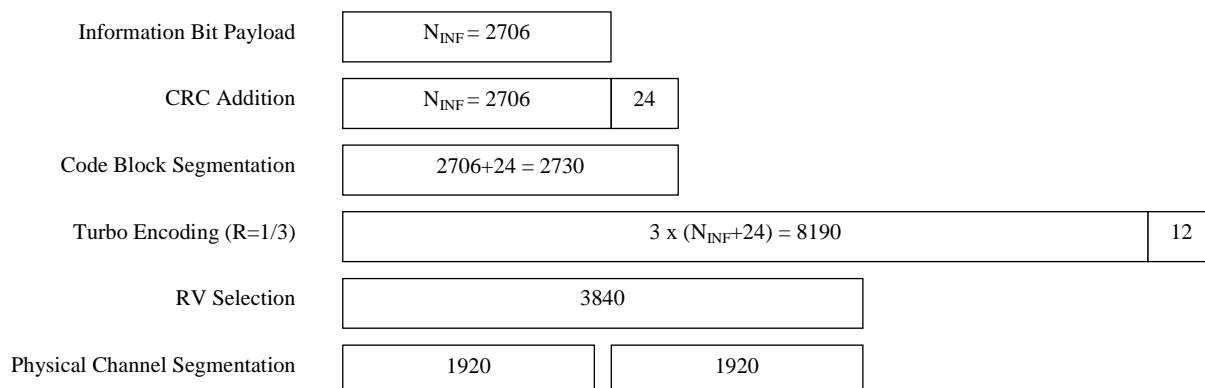 Information Bit Payload N_INF = 2706
CRC Addition N_INF = 2706 24
Code Block Segmentation 2706+24 = 2730
Turbo Encoding (R=1/3) 3 x (N_INF+24) = 8190 12
RV Selection 3840
Physical Channel Segmentation 1920 1920